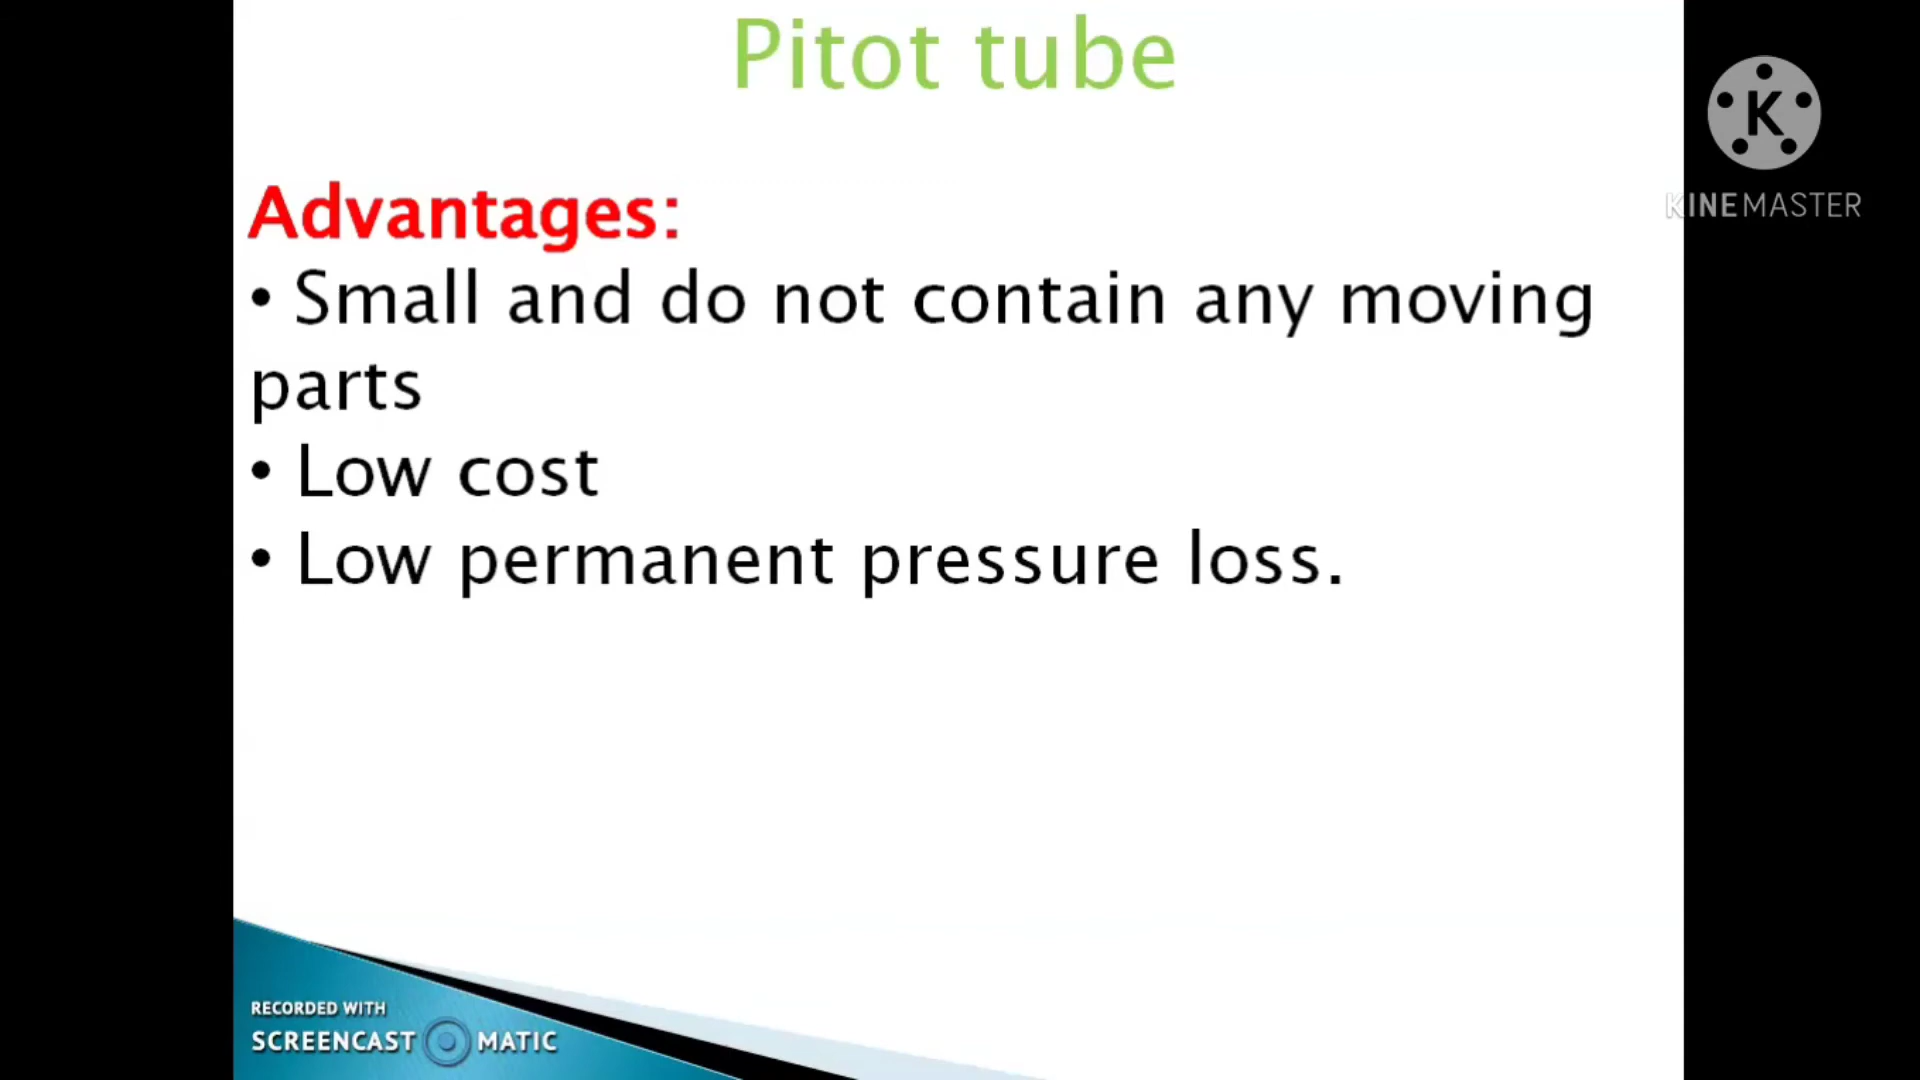 Pitot tube
K
KINEMASTER
Advantages:
• Small and do not contain any moving
parts
• Low cost
• Low permanent pressure loss.
RECORDED WITH
SCREENCAST MATIC